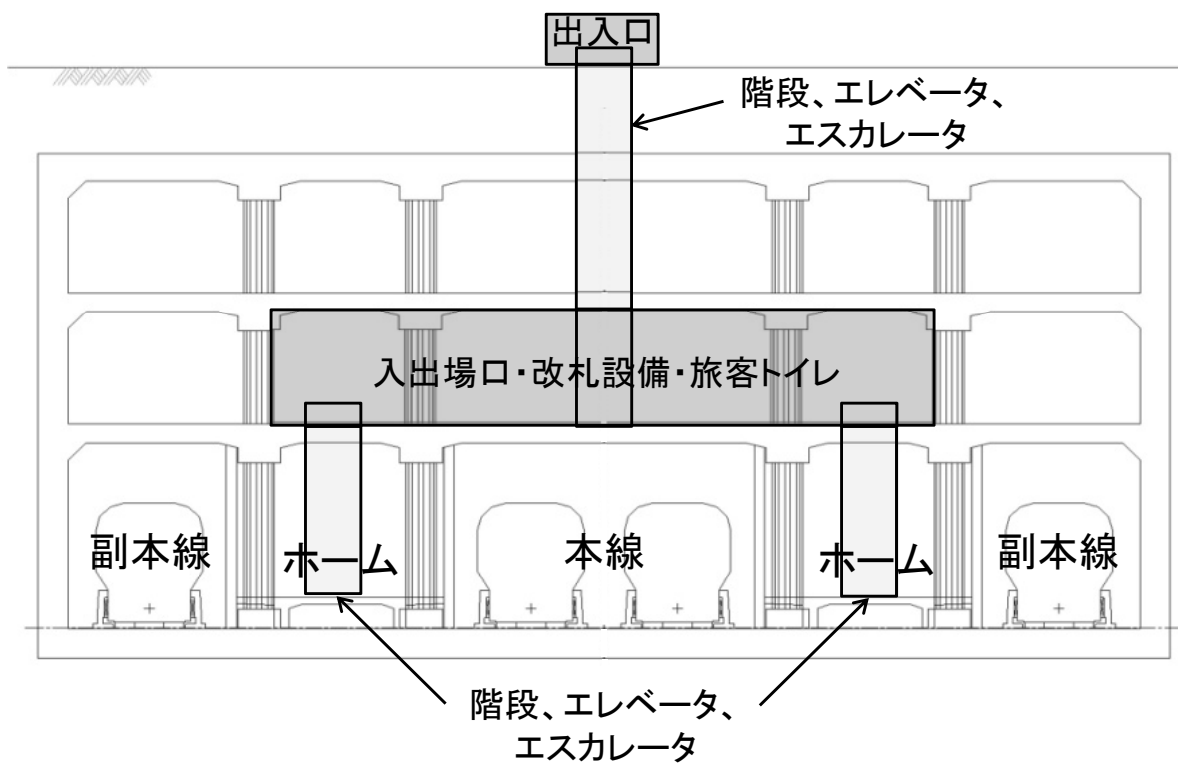 出入口
階段、エレベータ、
エスカレータ
入出場口・改札設備・旅客トイレ
副本線
ホーム
本線
ホーム
副本線
階段、エレベータ、
エスカレータ